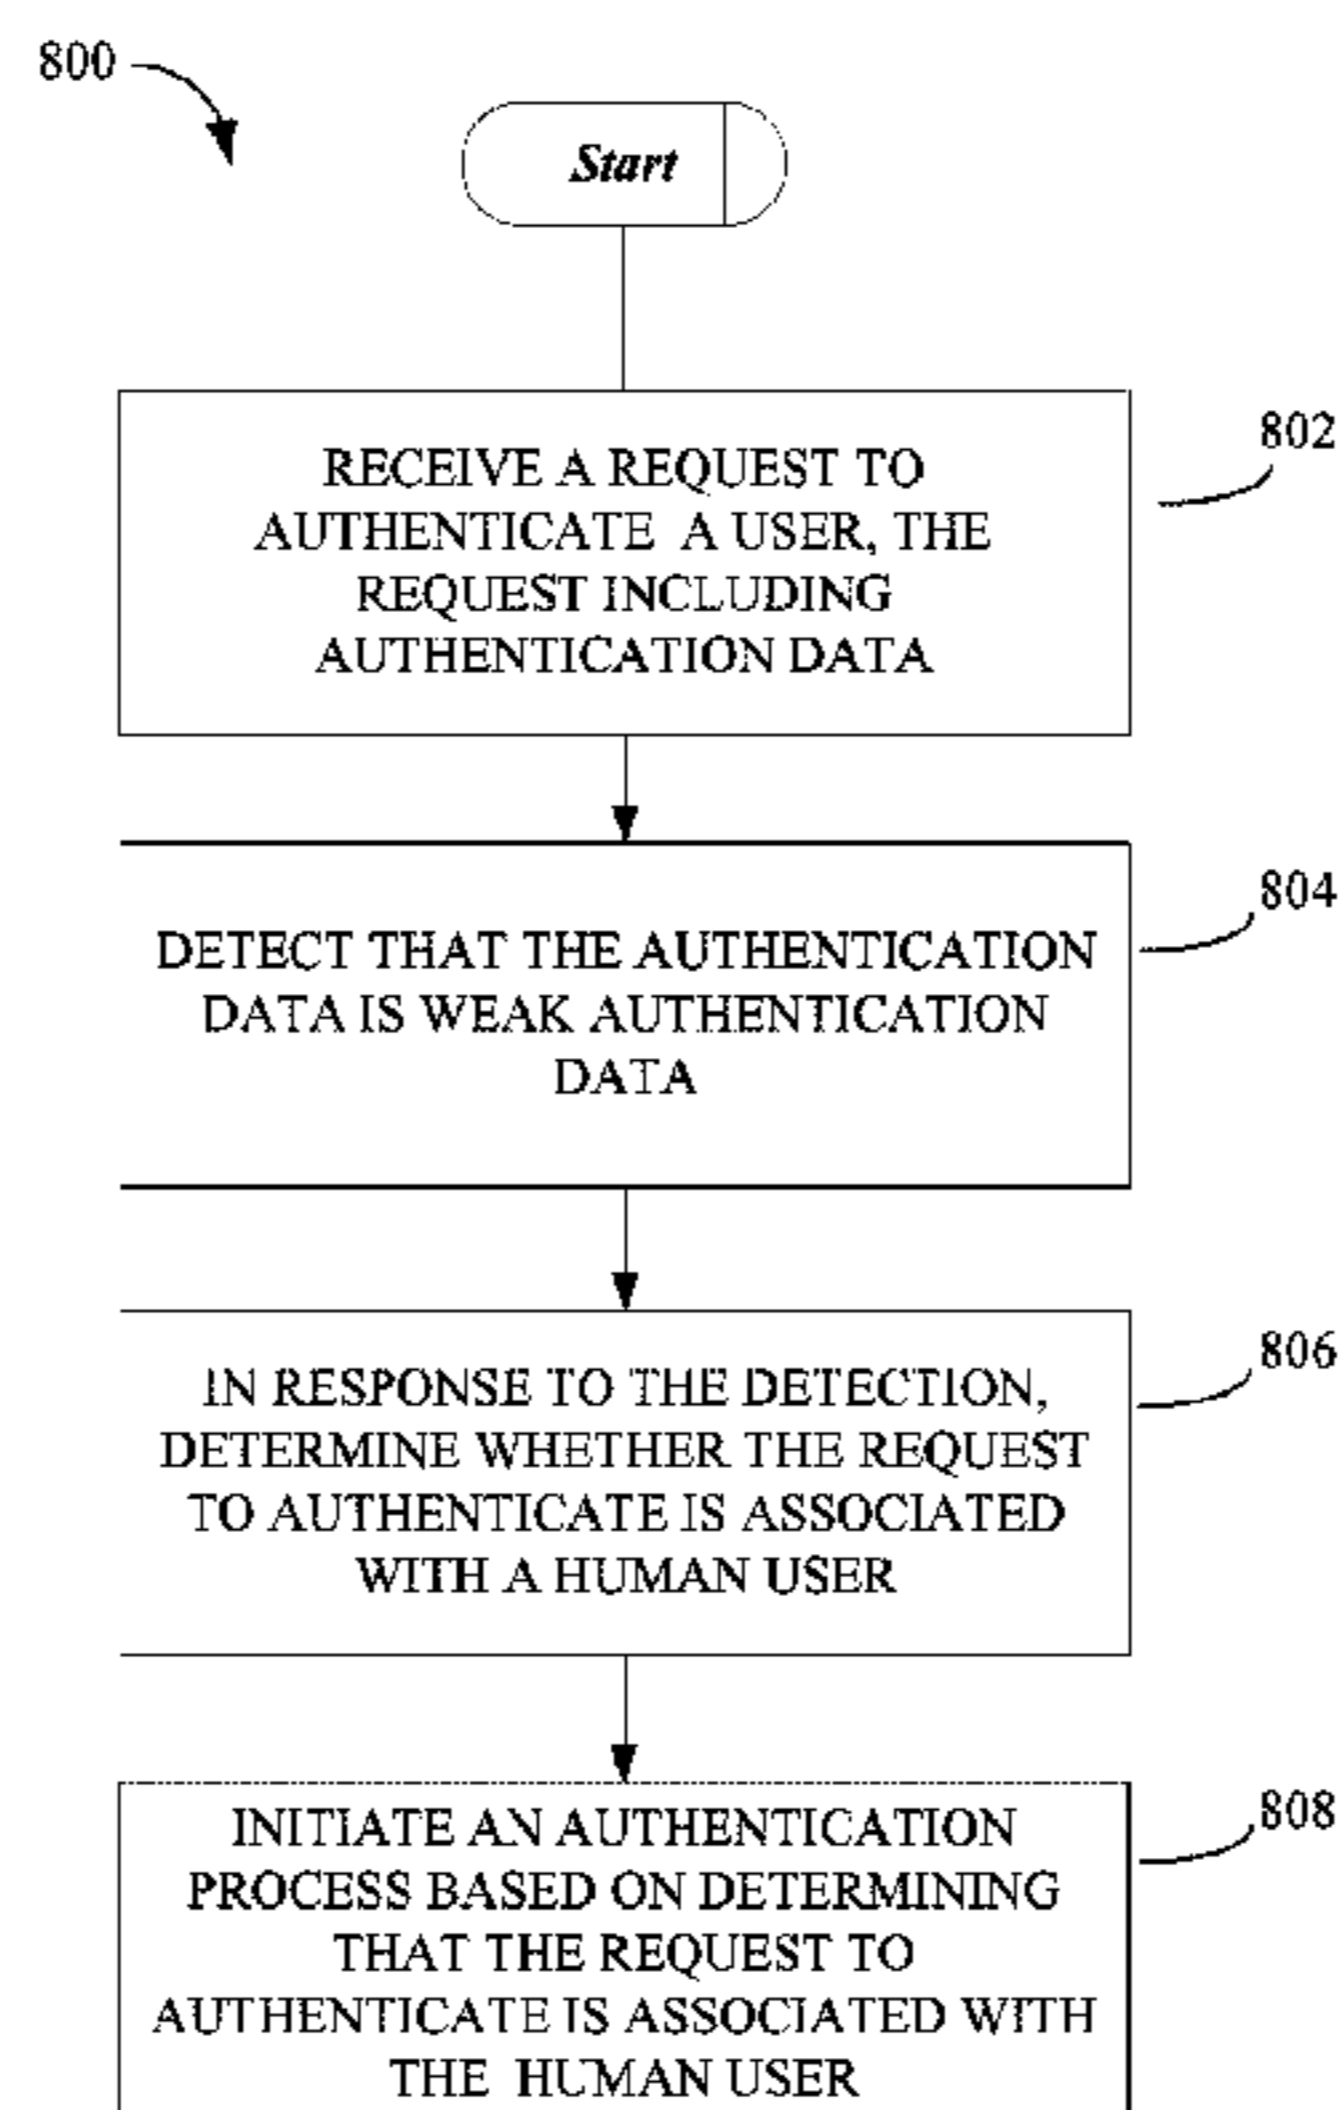 800
Start
802
RECEIVE A REQUEST TO
AUTHENTICATE A USER, THE
REQUEST INCLUDING
AUTHENTICATION DATA
804
DETECT THAT THE AUTHENTICATION
DATA IS WEAK AUTHENTICATION
DATA
806
IN RESPONSE TO THE DETECTION,
DETERMINE WHETHER THE REQUEST
TO AUTHENTICATE IS ASSOCIATED
WITH A HUMAN USER
808
INITIATE AN AUTHENTICATION
PROCESS BASED ON DETERMINING
THAT THE REQUEST TO
AUTHENTICATE IS ASSOCIATED WITH
THE HUMAN USER